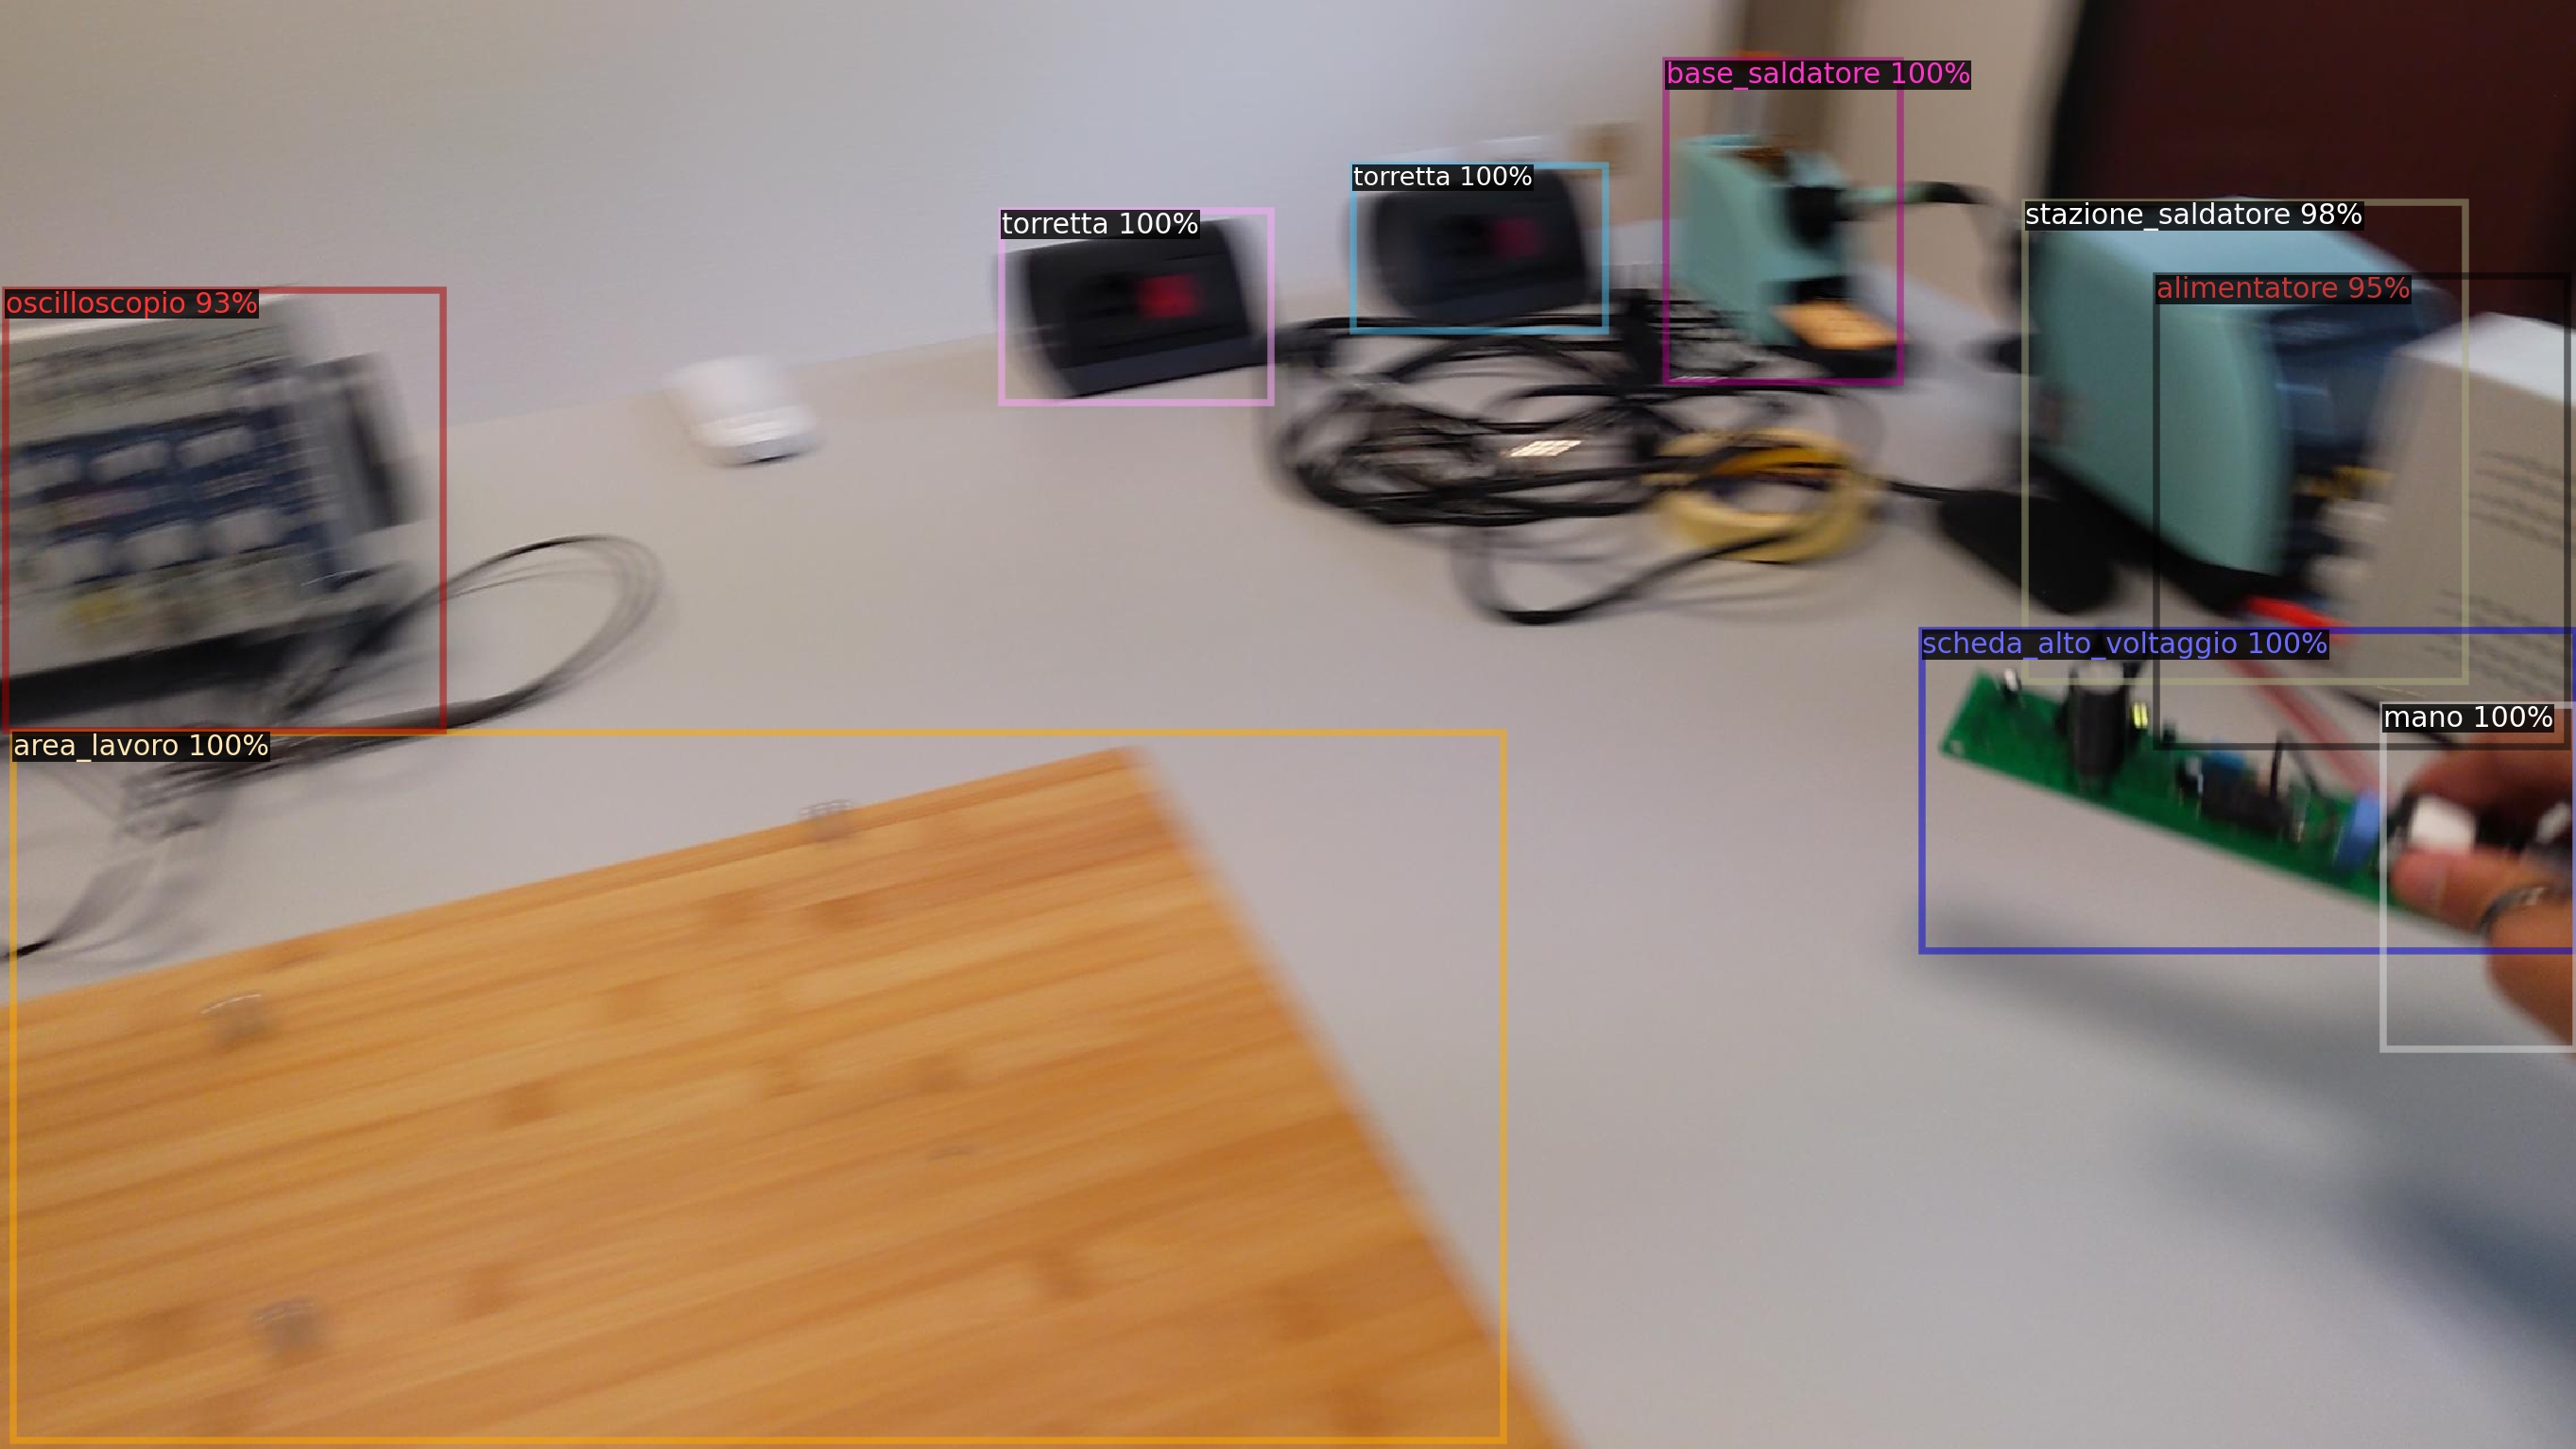 base_saldatore 100%
torretta 100%
stazione_saldatore 98%
torretta 100%
alimentatore 95%
oscilloscopio 93%
scheda_alto_voltaggio 100%
mano 100%
area_lavoro 100%